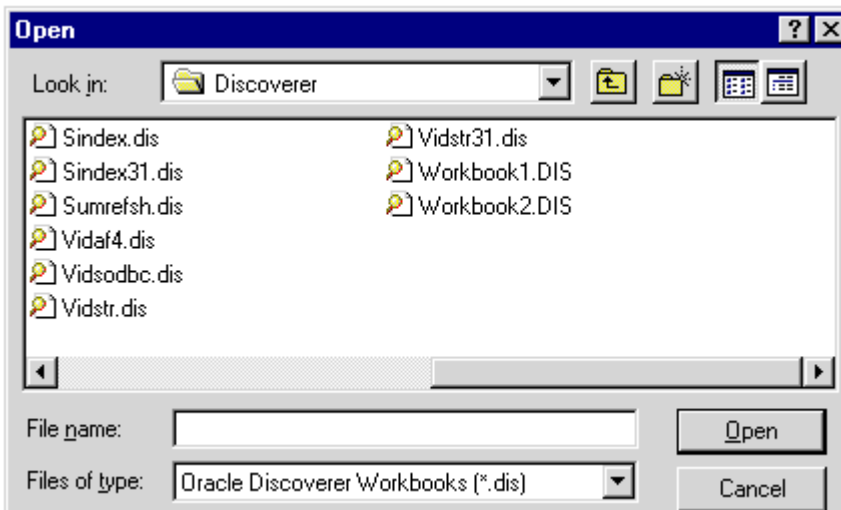 Open
Look in: Discoverer
Sindex.dis
Sindex31.dis
Sumrefsh.dis
Vidaf4.dis
Vidsodbc.dis
Vidstr.dis
Vidstr31.dis
Workbook1.DIS
Workbook2.DIS
File name: Open
Files of type: Oracle Discoverer Workbooks (*.dis) Cancel